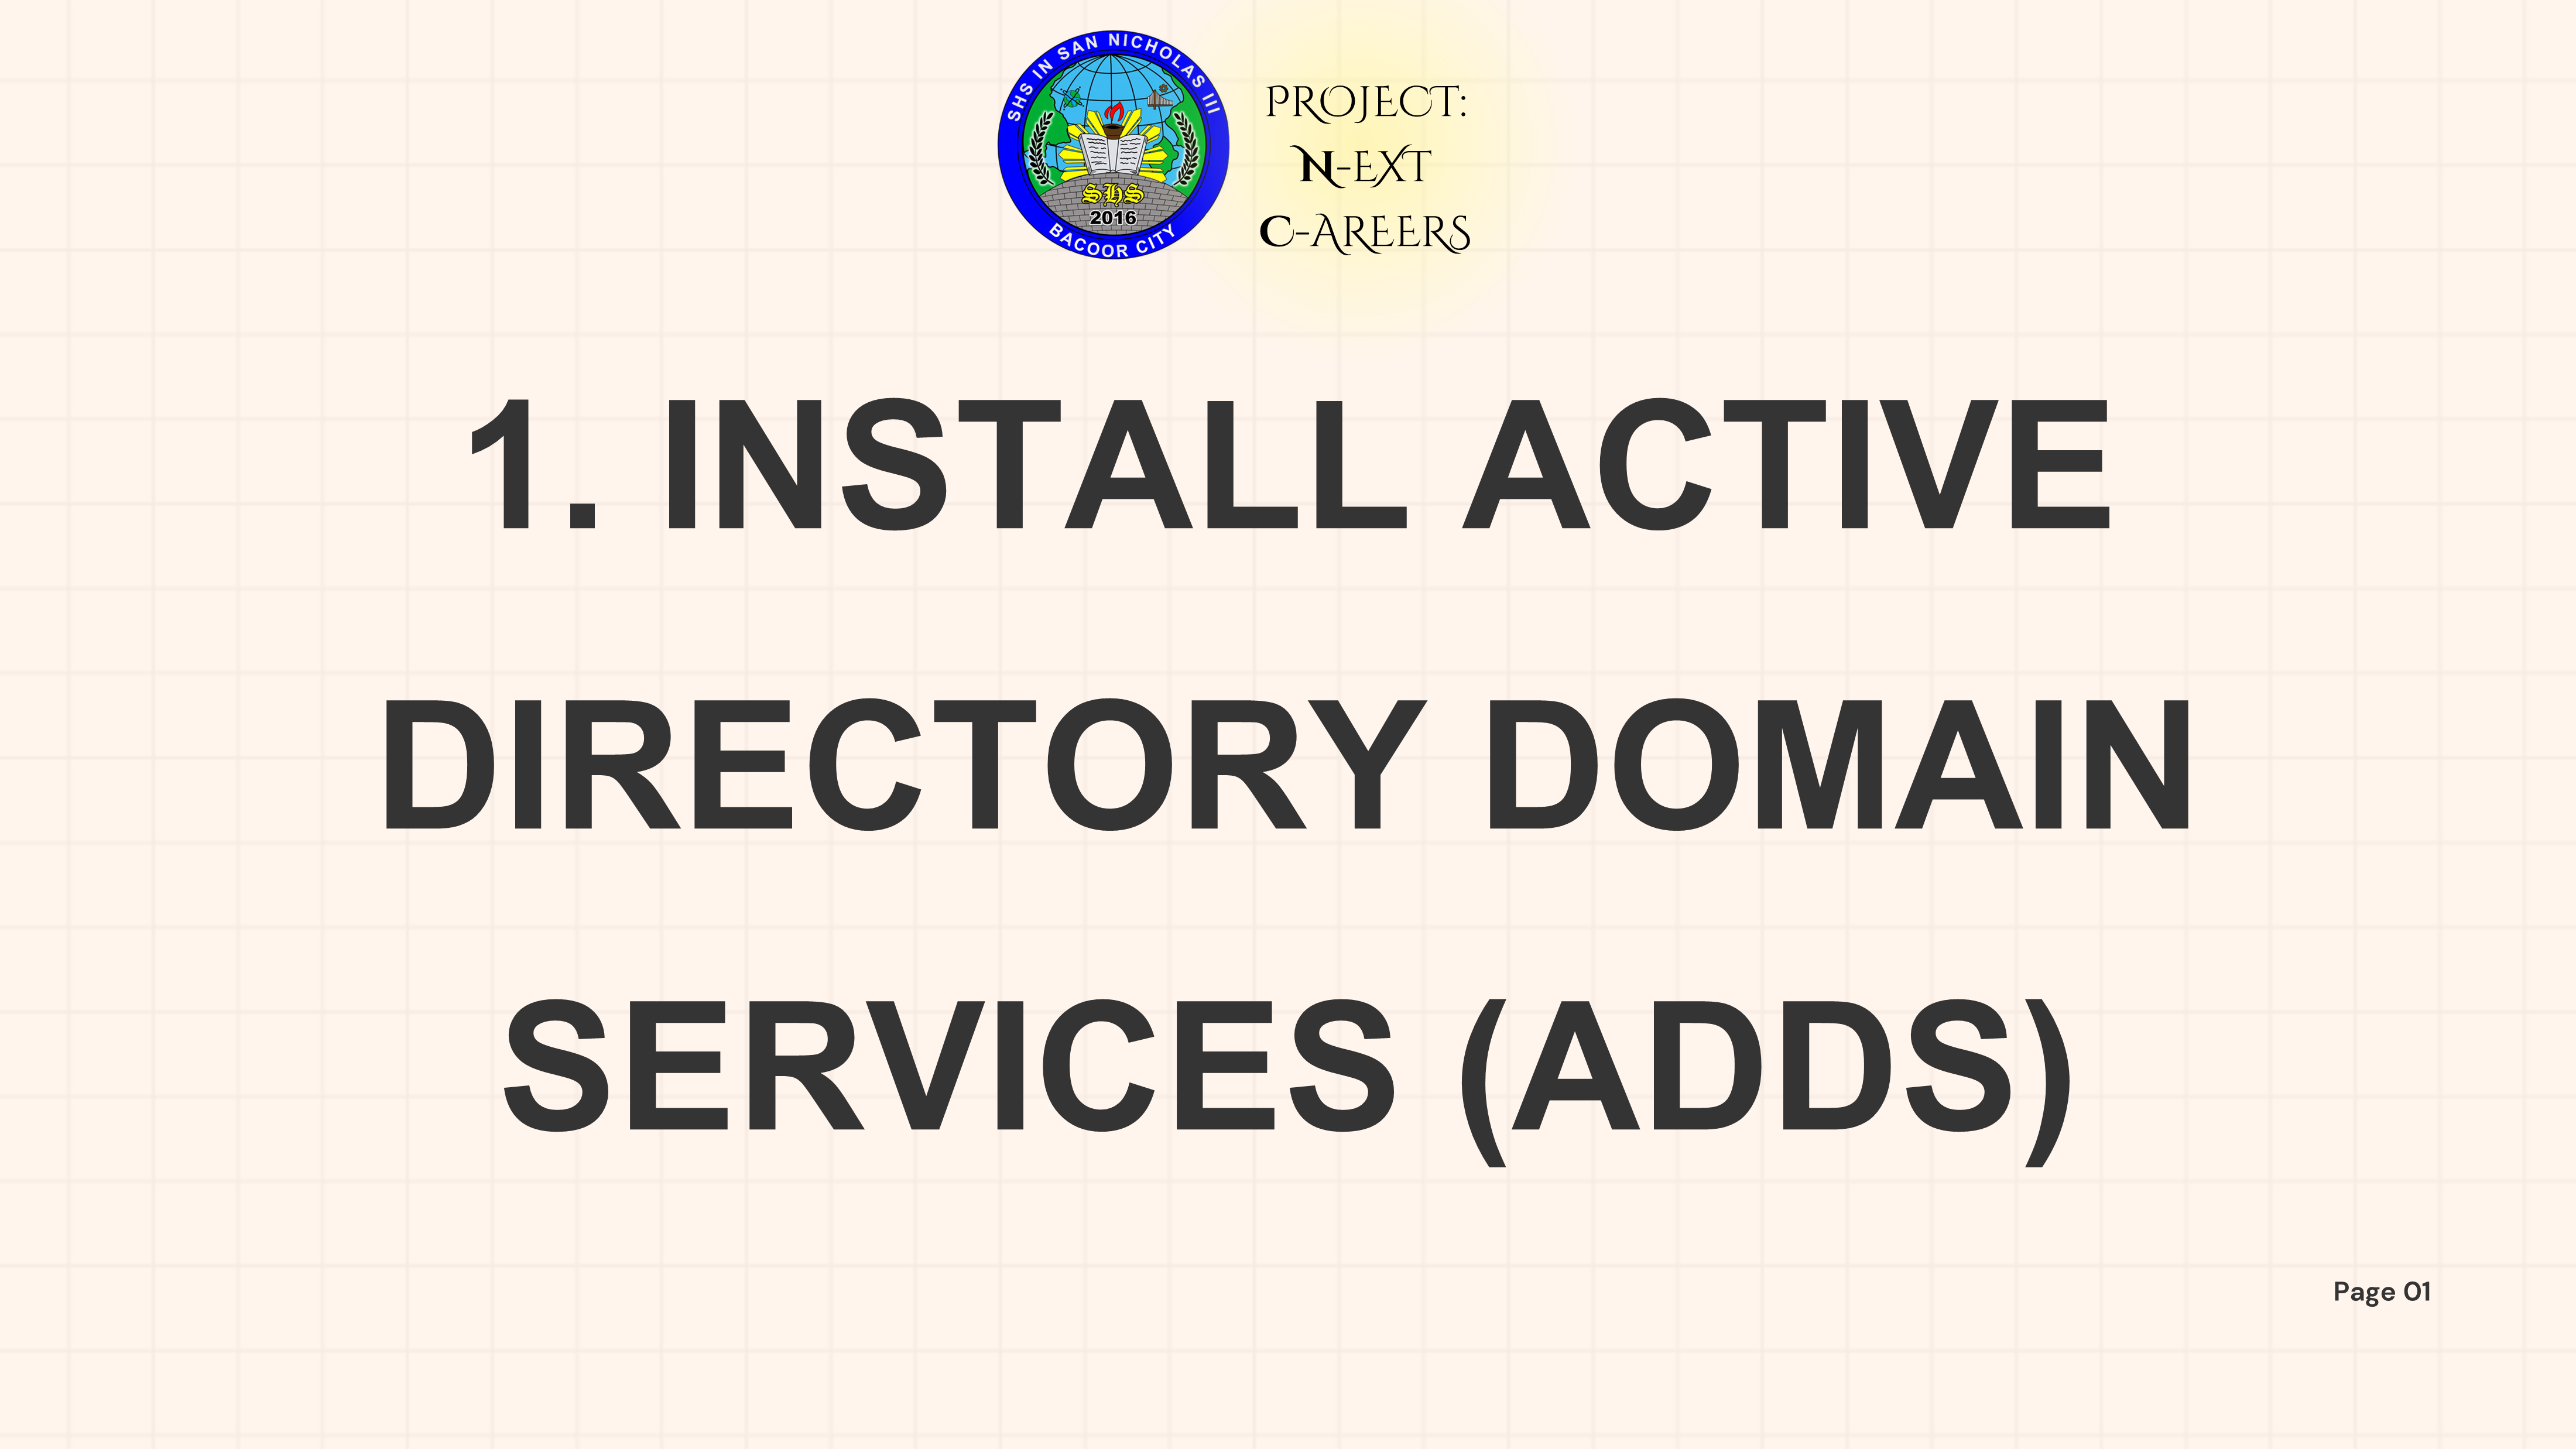 SHS IN SAN NICHOLAS III
SHS
2016
BACOOR CITY
PROJECT:
N-EXT
C-AREERS
1. INSTALL ACTIVE
DIRECTORY DOMAIN
SERVICES (ADDS)
Page 01